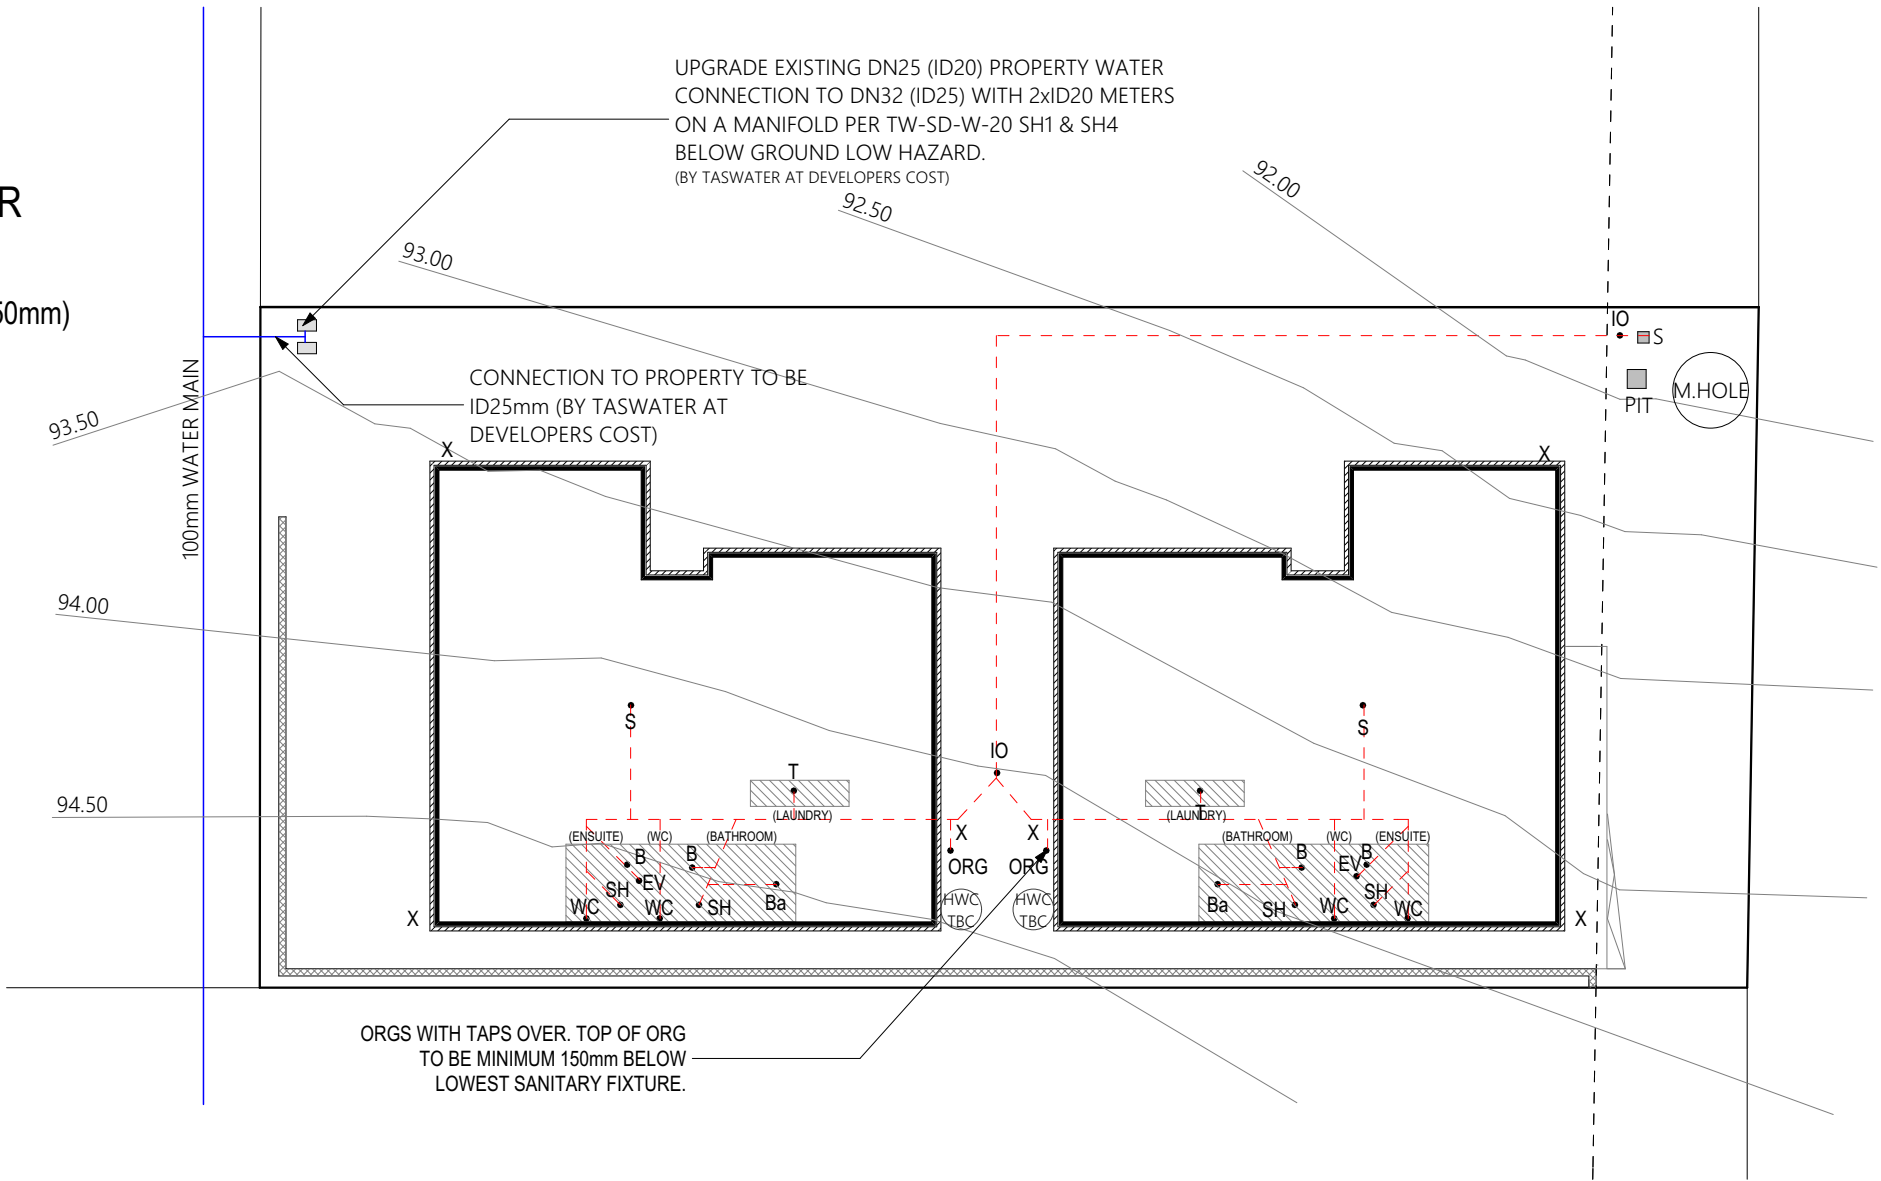 UPGRADE EXISTING DN25 (ID20) PROPERTY WATER
CONNECTION TO DN32 (ID25) WITH 2xID20 METERS
ON A MANIFOLD PER TW-SD-W-20 SH1 & SH4
BELOW GROUND LOW HAZARD.
(BY TASWATER AT DEVELOPERS COST)
92.00
R
92.50
93.00
50mm)
IO
S
CONNECTION TO PROPERTY TO BE
ID25mm (BY TASWATER AT
DEVELOPERS COST)
100mm WATER MAIN
PIT
M.HOLE
93.50
X
X
94.00
S
S
IO
T
T
94.50
(LAUNDRY)
(LAUNDRY)
(ENSUITE)
(WC)
(BATHROOM)
X
X
(BATHROOM)
(WC)
(ENSUITE)
B
B
ORG
ORG
B
B
EV
EV
SH
SH
WC
WC
SH
Ba
HWC
TBC
HWC
TBC
Ba
SH
WC
WC
X
X
ORGS WITH TAPS OVER. TOP OF ORG
TO BE MINIMUM 150mm BELOW
LOWEST SANITARY FIXTURE.